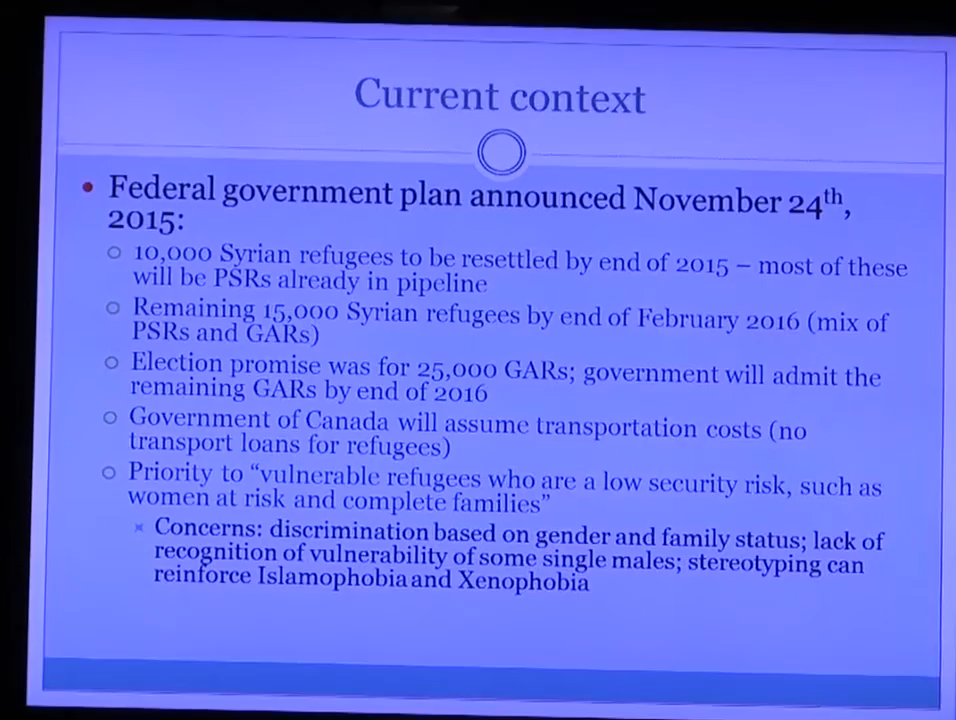 Current context
• Federal government plan announced November 24th,
2015:
○ 10,000 Syrian refugees to be resettled by end of 2015 – most of these
will be PSRs already in pipeline
○ Remaining 15,000 Syrian refugees by end of February 2016 (mix of
PSRs and GARs)
○ Election promise was for 25,000 GARs; government will admit the
remaining GARs by end of 2016
○ Government of Canada will assume transportation costs (no
transport loans for refugees)
○ Priority to “vulnerable refugees who are a low security risk, such as
women at risk and complete families”
× Concerns: discrimination based on gender and family status; lack of
recognition of vulnerability of some single males; stereotyping can
reinforce Islamophobia and Xenophobia